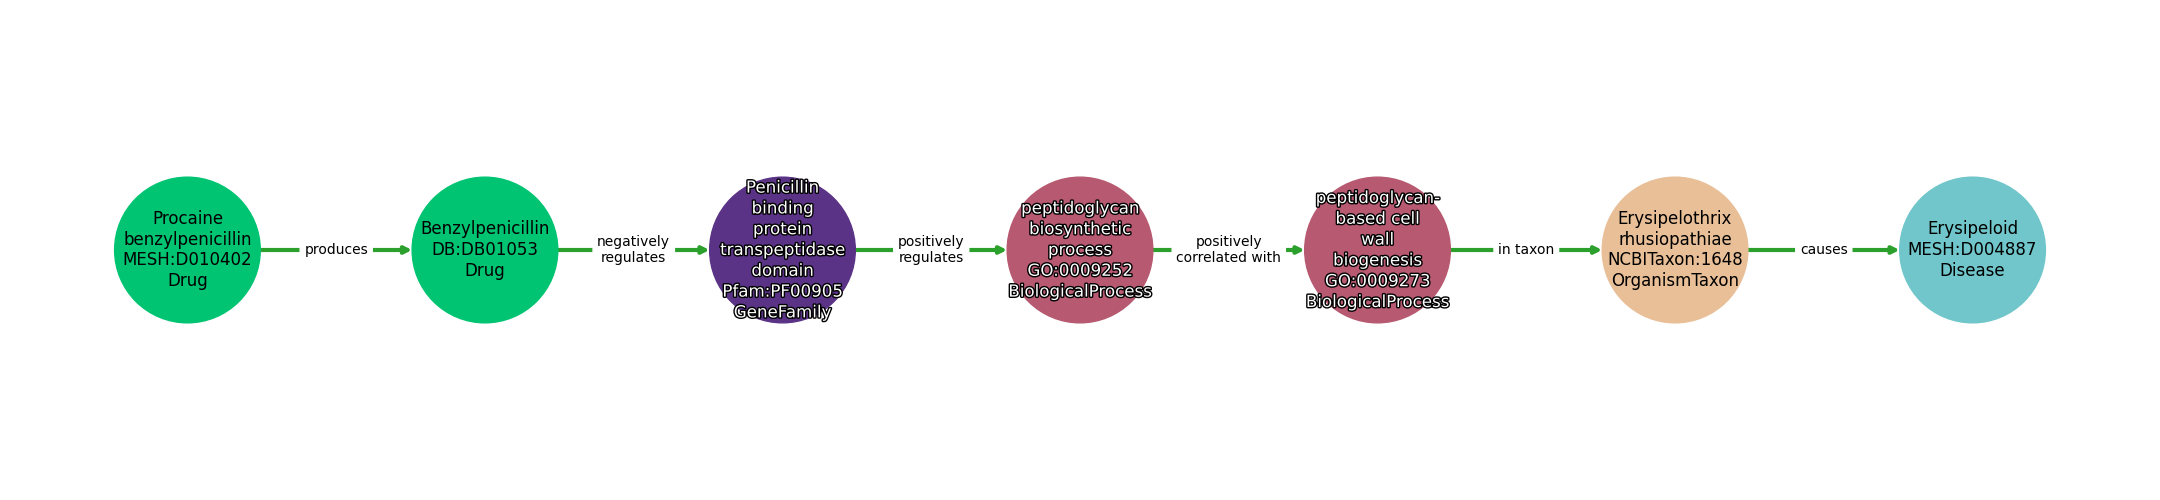 Procaine
benzylpenicillin
MESH:D010402
Drug
produces
Benzylpenicillin
DB:DB01053
Drug
negatively
regulates
Penicillin
binding
protein
transpeptidase
domain
Pfam:PF00905
GeneFamily
positively
regulates
peptidoglycan
biosynthetic
process
GO:0009252
BiologicalProcess
positively
correlated with
peptidoglycan-
based cell
wall
biogenesis
GO:0009273
BiologicalProcess
in taxon
Erysipelothrix
rhusiopathiae
NCBITaxon:1648
OrganismTaxon
causes
Erysipeloid
MESH:D004887
Disease